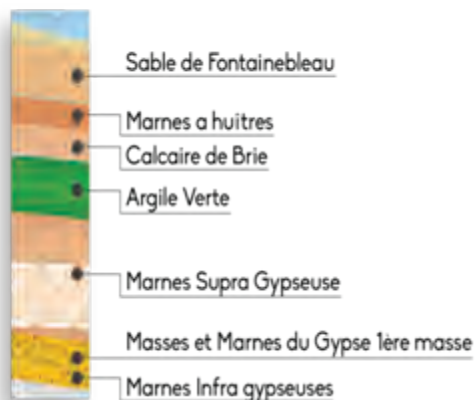 Sable de Fontainebleau
Marnes a huitres
Calcaire de Brie
Argile Verte
Marnes Supra Gypseuse
Masses et Marnes du Gypse 1ère masse
Marnes Infra gypseuses